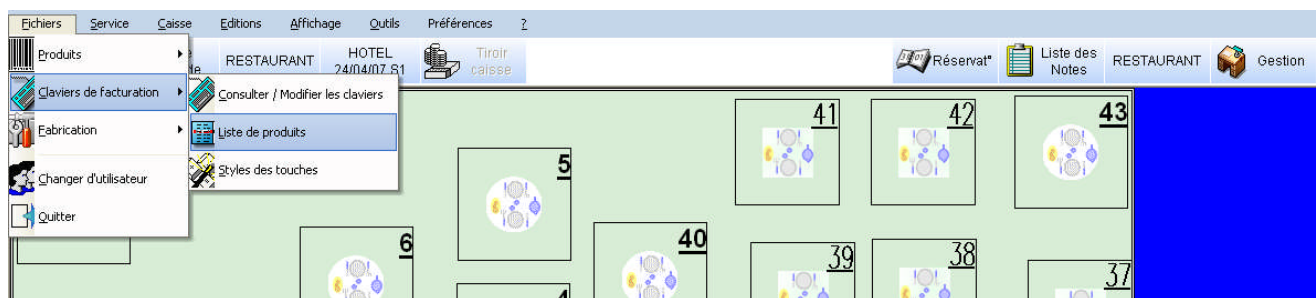 Fichiers Service Caisse Editions Affichage Outils Préférences ?
Produits
RESTAURANT
HOTEL
24/04/07 S1
Tiroir
caisse
Réservat°
Liste des
Notes
RESTAURANT
Gestion
Claviers de facturation
Consulter / Modifier les claviers
Fabrication
Liste de produits
Changer d'utilisateur
Styles des touches
Quitter
41
42
43
5
6
40
39
38
37